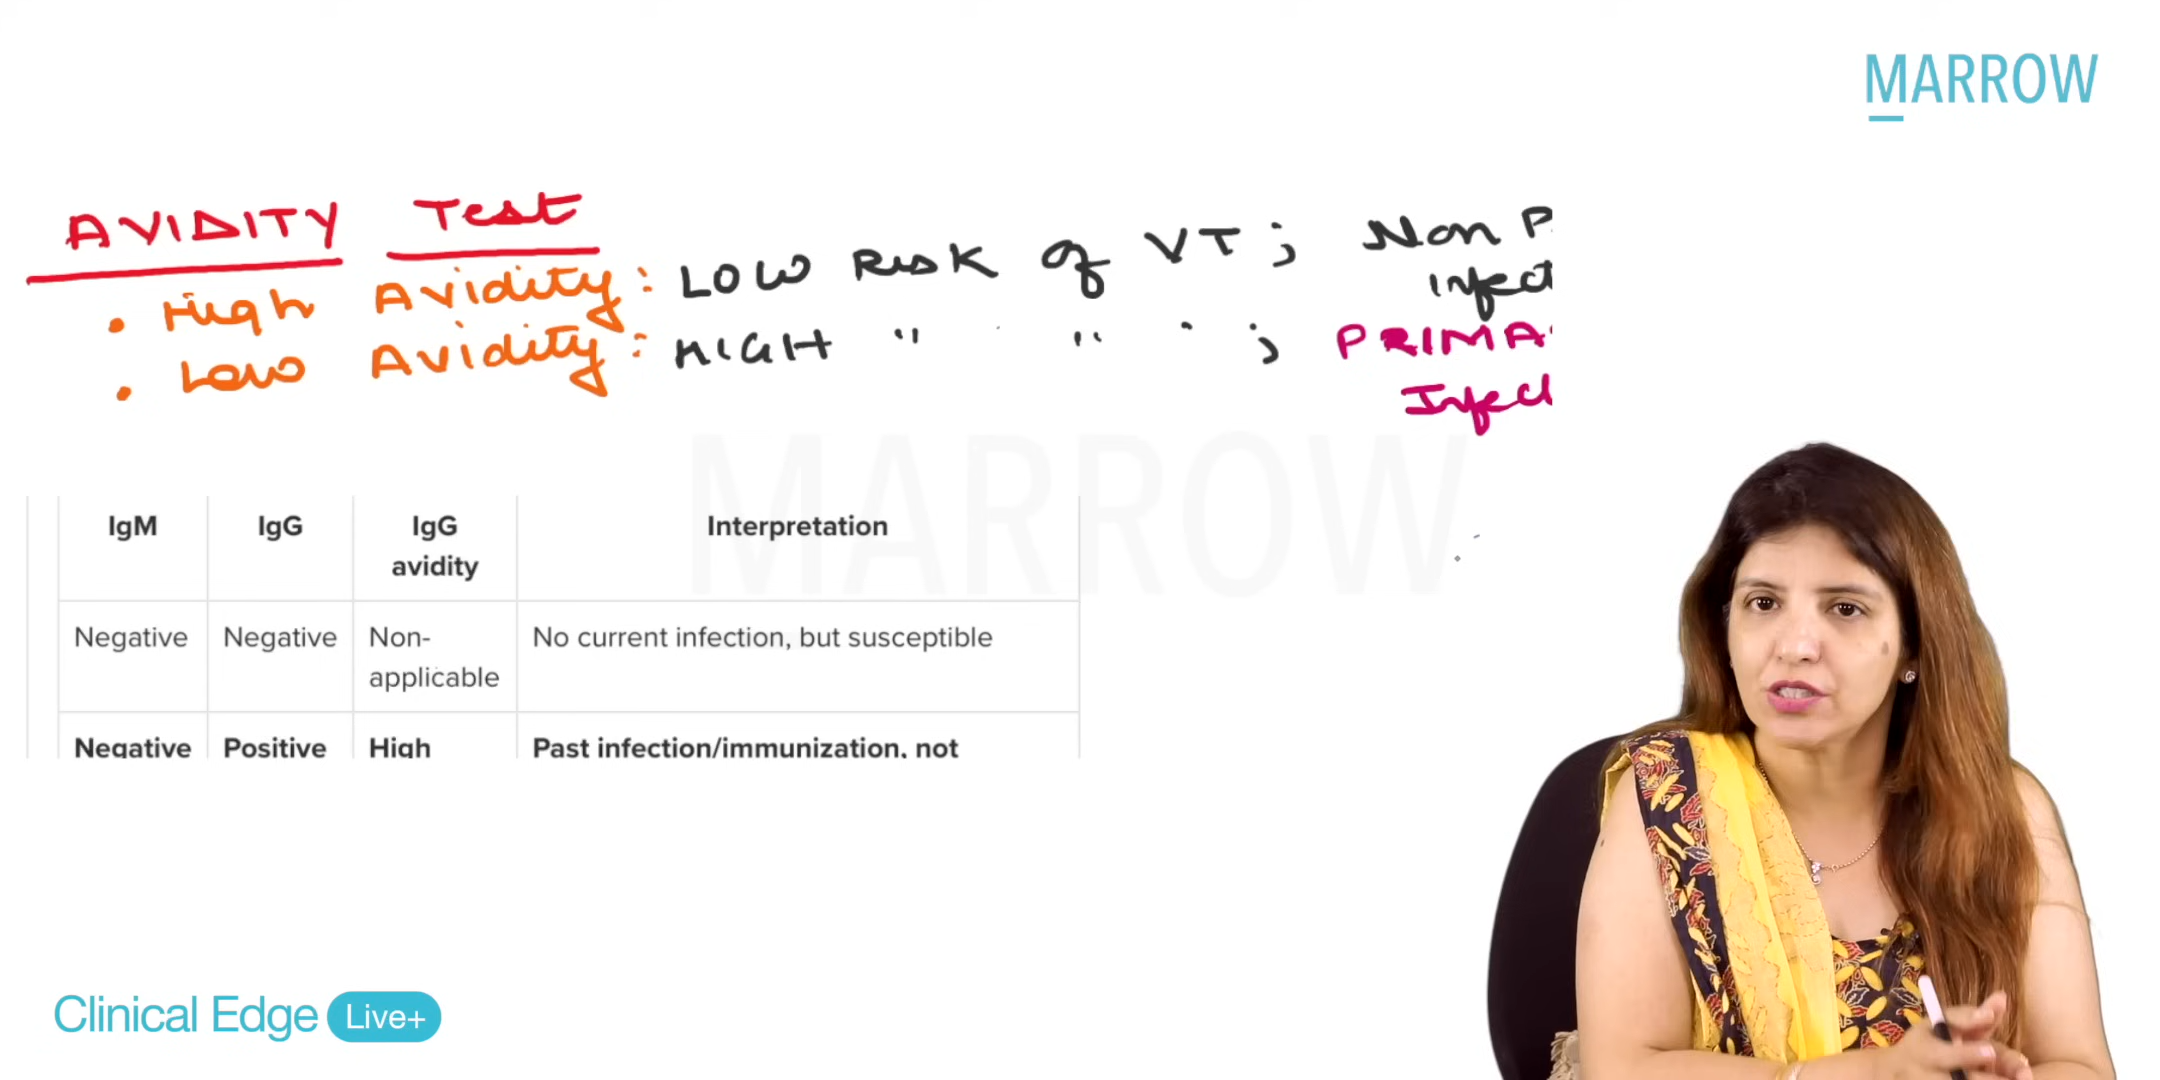 MARROW
AVIDITY Test
• High Avidity: LOW RISK of VT; Non P
Infect
• Low Avidity: HIGH " " ; PRIMA
Infect
MARROW
IgM IgG IgG avidity Interpretation
Negative Negative Non-applicable No current infection, but susceptible
Negative Positive High Past infection/immunization, not
Clinical Edge Live+